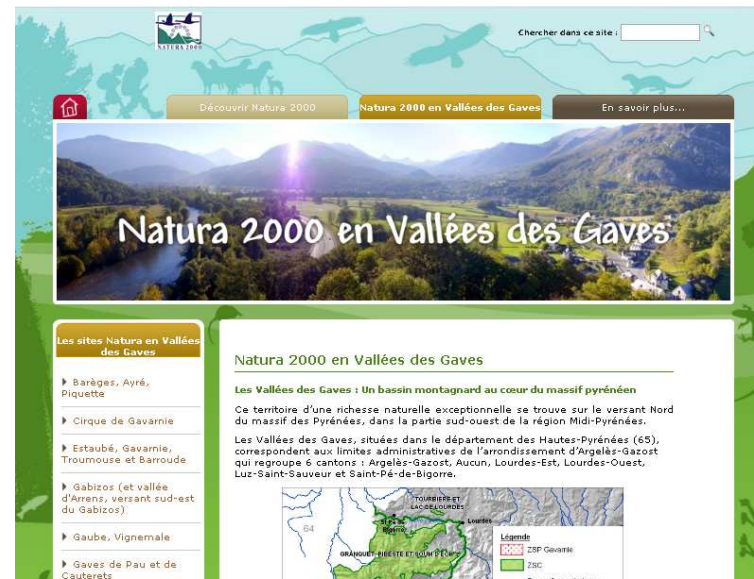 NATURA 2000
Chercher dans ce site :
Découvrir Natura 2000
Natura 2000 en Vallées des Gaves
En savoir plus...
Natura 2000 en Vallées des Gaves
Les sites Natura en Vallées
des Gaves
Barèges, Ayré,
Piquette
Cirque de Gavarnie
Estaubé, Gavarnie,
Troumouse et Barroude
Gabizos (et vallée
d'Arrens, versant sud-est
du Gabizos)
Gaube, Vignemale
Gaves de Pau et de
Cauterets
Natura 2000 en Vallées des Gaves
Les Vallées des Gaves : Un bassin montagnard au cœur du massif pyrénéen
Ce territoire d'une richesse naturelle exceptionnelle se trouve sur le versant Nord
du massif des Pyrénées, dans la partie sud-ouest de la région Midi-Pyrénées.
Les Vallées des Gaves, situées dans le département des Hautes-Pyrénées (65),
correspondent aux limites administratives de l'arrondissement d'Argelès-Gazost
qui regroupe 6 cantons : Argelès-Gazost, Aucun, Lourdes-Est, Lourdes-Ouest,
Luz-Saint-Sauveur et Saint-Pé-de-Bigorre.
TOURBIERE ET
LAC DE LOURDES
64
Lourdes
Légende
ZSP Gavarnie
ZSC